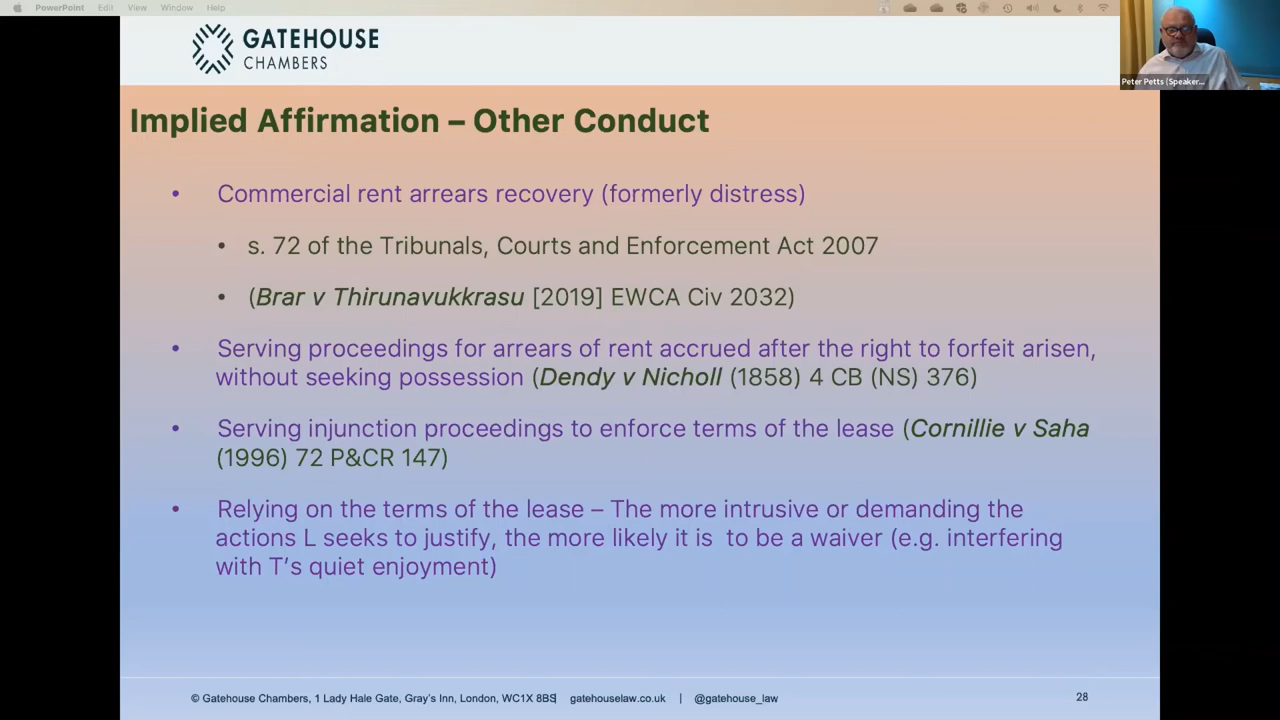 PowerPoint Edit View Window Help
GATEHOUSE
CHAMBERS
Peter Petts (Speaker...
Implied Affirmation – Other Conduct
• Commercial rent arrears recovery (formerly distress)
• s. 72 of the Tribunals, Courts and Enforcement Act 2007
• (Brar v Thirunavukkrasu [2019] EWCA Civ 2032)
• Serving proceedings for arrears of rent accrued after the right to forfeit arisen,
without seeking possession (Dendy v Nicholl (1858) 4 CB (NS) 376)
• Serving injunction proceedings to enforce terms of the lease (Cornillie v Saha
(1996) 72 P&CR 147)
• Relying on the terms of the lease – The more intrusive or demanding the
actions L seeks to justify, the more likely it is to be a waiver (e.g. interfering
with T's quiet enjoyment)
© Gatehouse Chambers, 1 Lady Hale Gate, Gray's Inn, London, WC1X 8BS| gatehouselaw.co.uk | @gatehouse_law
28